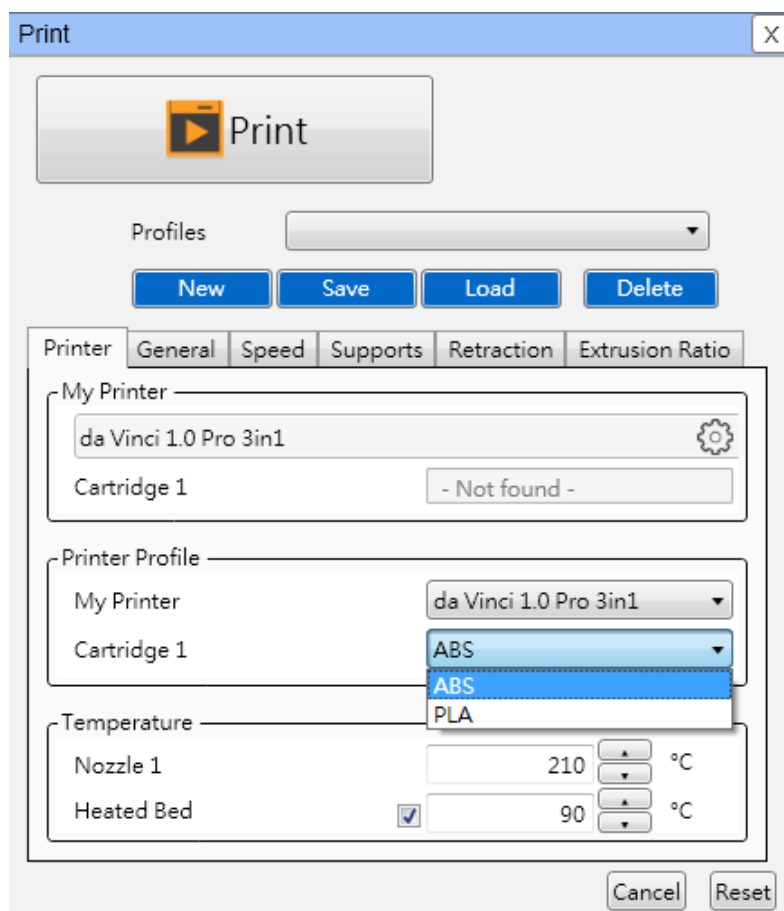 Print X
Print
Profiles
New Save Load Delete
Printer General Speed Supports Retraction Extrusion Ratio
My Printer
da Vinci 1.0 Pro 3in1
Cartridge 1 - Not found -
Printer Profile
My Printer da Vinci 1.0 Pro 3in1
Cartridge 1 ABS
ABS
PLA
Temperature
Nozzle 1 210 °C
Heated Bed 90 °C
Cancel Reset